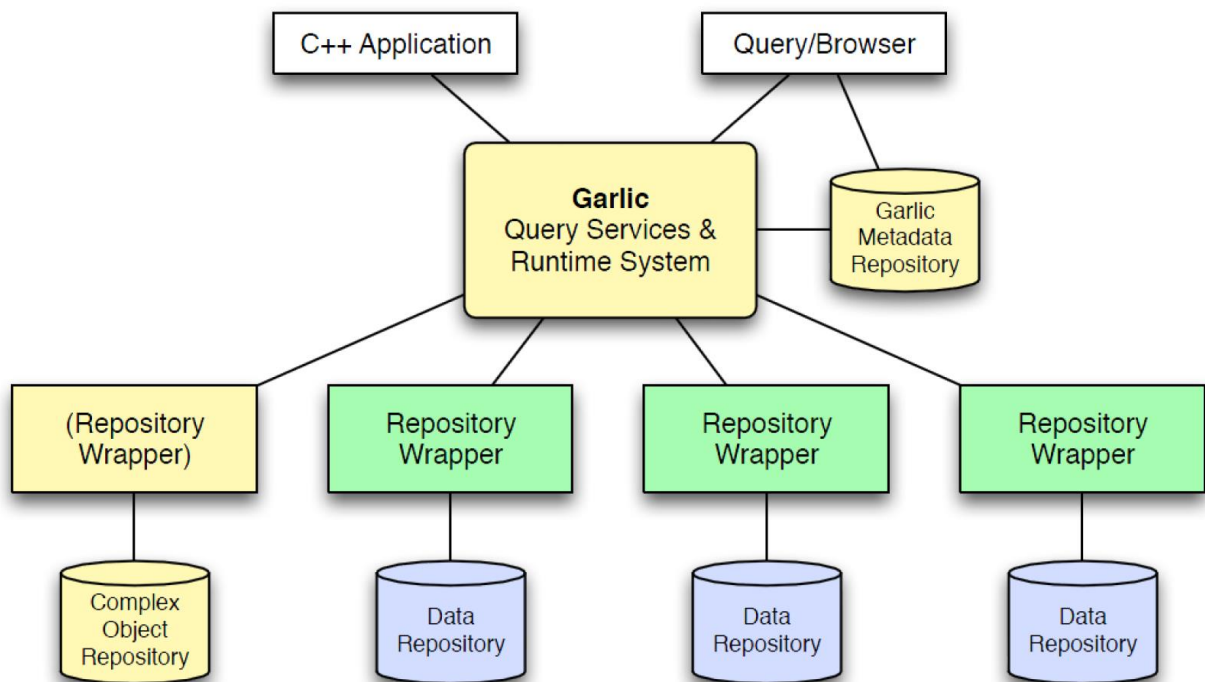 C++ Application
Query/Browser
Garlic
Query Services &
Runtime System
Garlic
Metadata
Repository
(Repository
Wrapper)
Repository
Wrapper
Repository
Wrapper
Repository
Wrapper
Complex
Object
Repository
Data
Repository
Data
Repository
Data
Repository